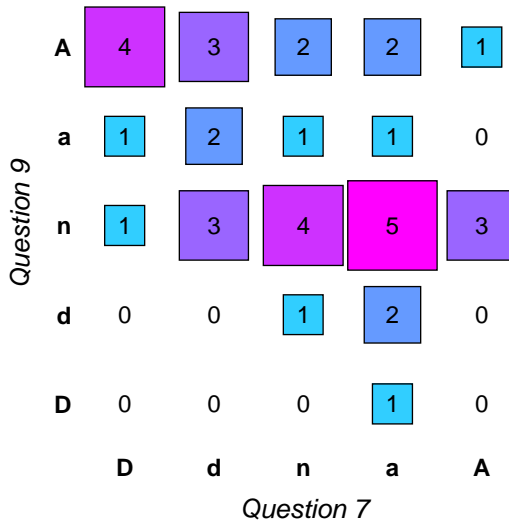 A 4 3 2 2 1
a 1 2 1 1 0
n 1 3 4 5 3
d 0 0 1 2 0
D 0 0 0 1 0
D d n a A
Question 7
Question 9